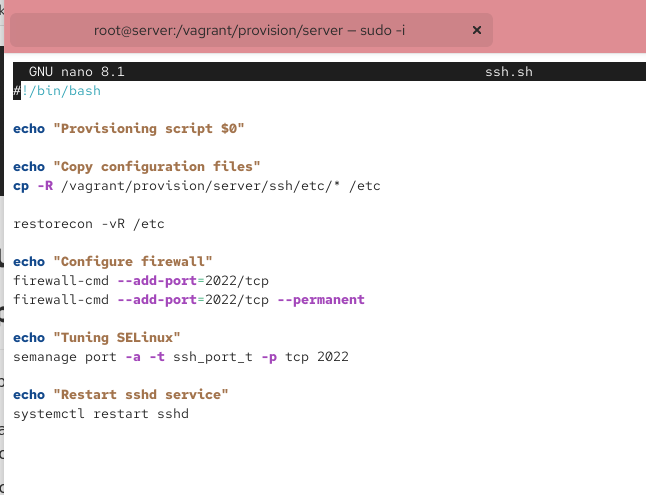 root@server:/vagrant/provision/server — sudo -i
GNU nano 8.1 ssh.sh
#!/bin/bash
echo "Provisioning script $0"
echo "Copy configuration files"
cp -R /vagrant/provision/server/ssh/etc/* /etc
restorecon -vR /etc
echo "Configure firewall"
firewall-cmd --add-port=2022/tcp
firewall-cmd --add-port=2022/tcp --permanent
echo "Tuning SELinux"
semanage port -a -t ssh_port_t -p tcp 2022
echo "Restart sshd service"
systemctl restart sshd